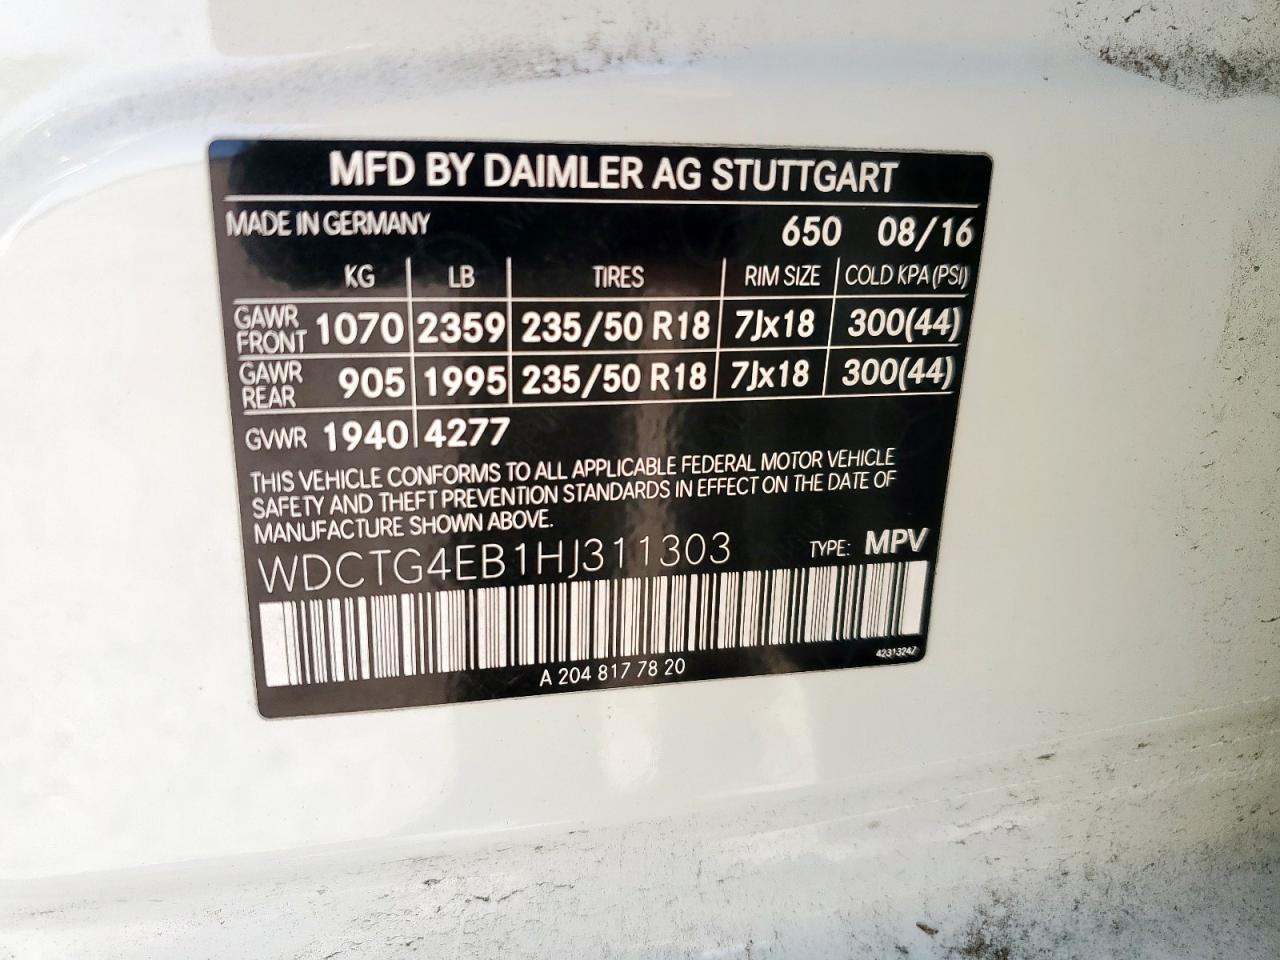 MFD BY DAIMLER AG STUTTGART
MADE IN GERMANY 650 08/16
KG LB TIRES RIM SIZE COLD KPA (PSI)
GAWR FRONT 1070 2359 235/50 R18 7Jx18 300(44)
GAWR REAR 905 1995 235/50 R18 7Jx18 300(44)
GVWR 1940 4277
THIS VEHICLE CONFORMS TO ALL APPLICABLE FEDERAL MOTOR VEHICLE
SAFETY AND THEFT PREVENTION STANDARDS IN EFFECT ON THE DATE OF
MANUFACTURE SHOWN ABOVE.
WDCTG4EB1HJ311303 TYPE: MPV
A 204 817 78 20 42313247